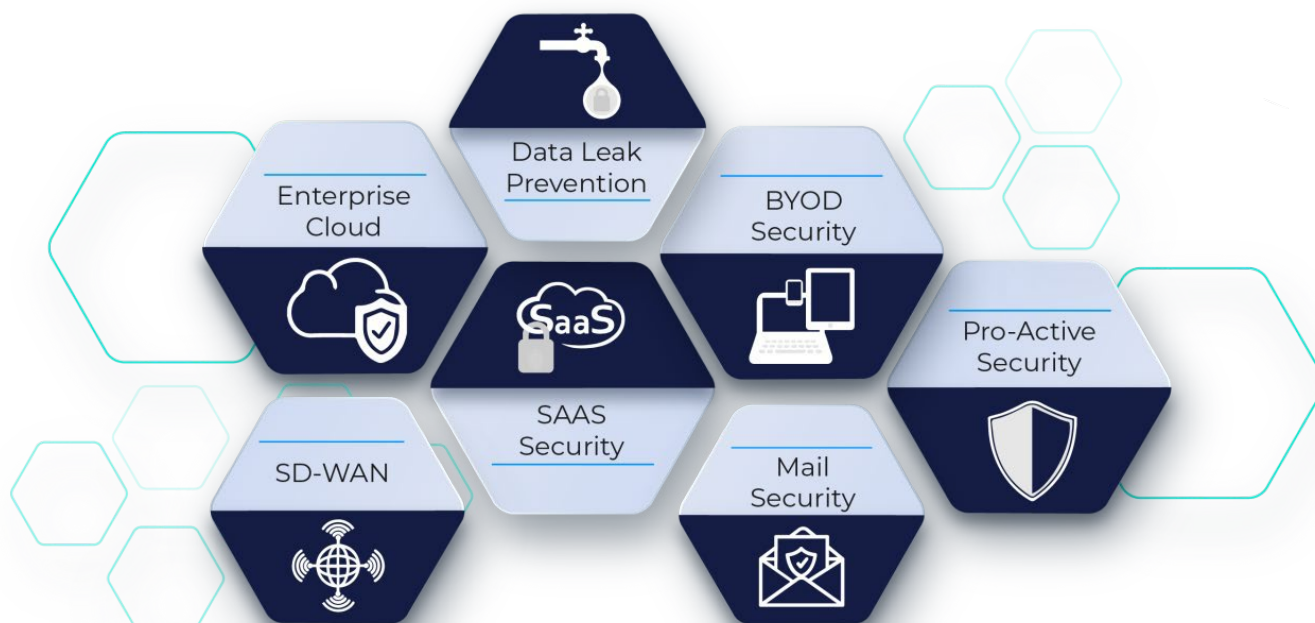 Data Leak
Prevention
Enterprise
Cloud
BYOD
Security
SaaS
SAAS
Security
Pro-Active
Security
SD-WAN
Mail
Security